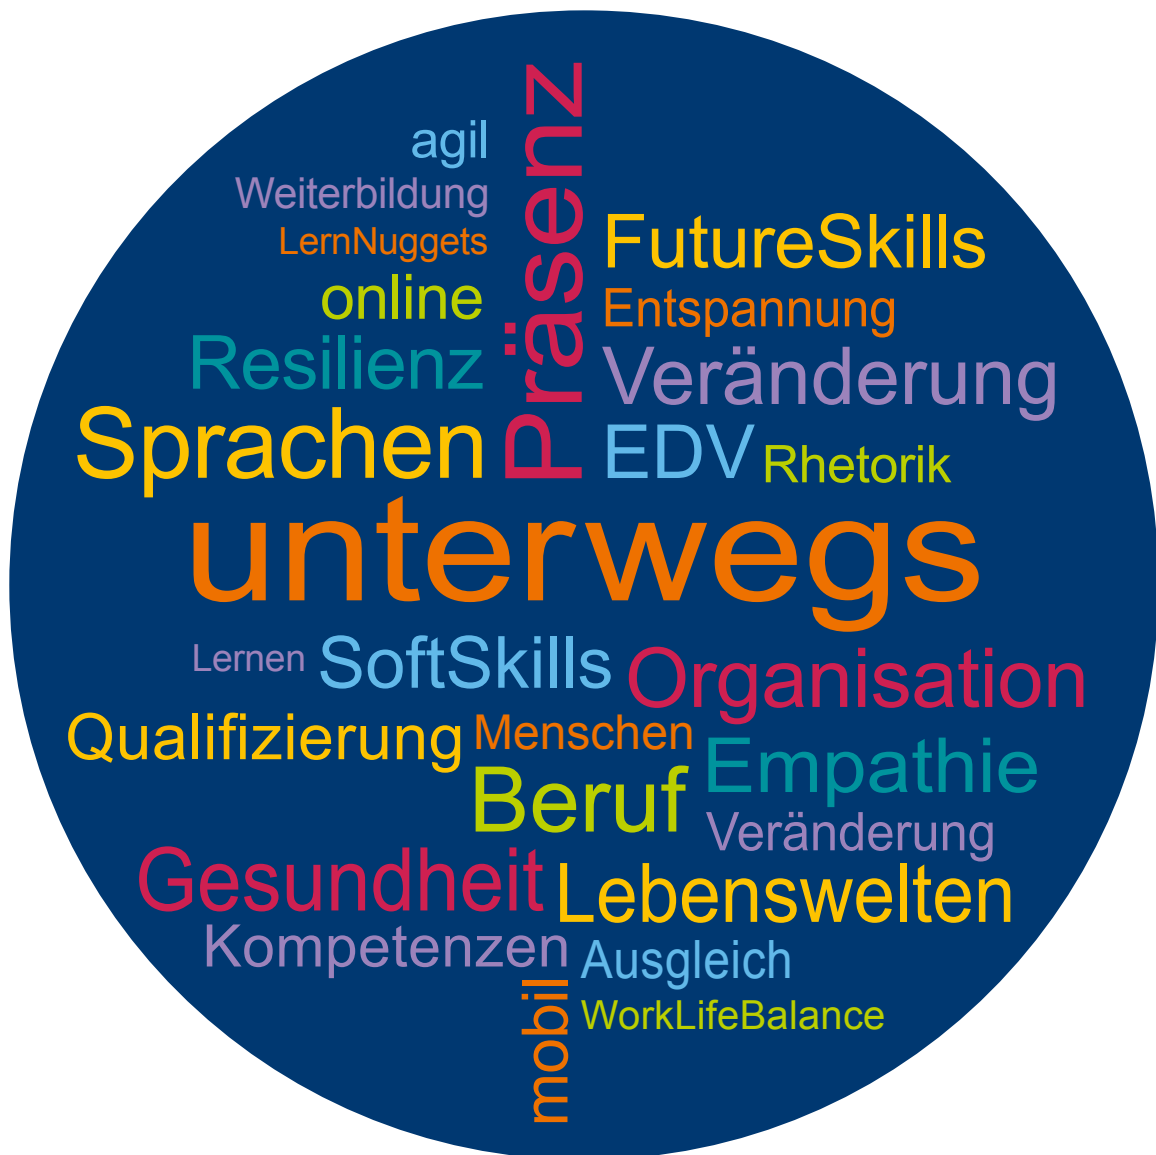 agil
Weiterbildung
LernNuggets
online
Resilienz
Sprachen
Präsenz
FutureSkills
Entspannung
Veränderung
EDV
Rhetorik
unterwegs
Lernen
SoftSkills
Organisation
Qualifizierung
Menschen
Empathie
Beruf
Veränderung
Gesundheit
Lebenswelten
Kompetenzen
Ausgleich
mobil
WorkLifeBalance